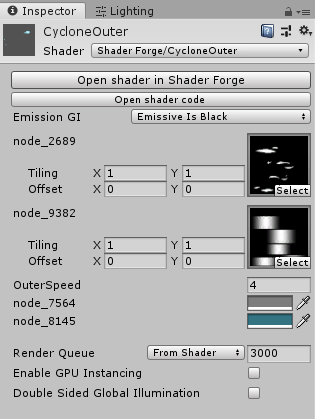 Inspector Lighting
CycloneOuter
Shader Shader Forge/CycloneOuter
Open shader in Shader Forge
Open shader code
Emission GI Emissive Is Black
node_2689
Tiling X 1 Y 1
Offset X 0 Y 0
Select
node_9382
Tiling X 1 Y 1
Offset X 0 Y 0
Select
OuterSpeed 4
node_7564
node_8145
Render Queue From Shader 3000
Enable GPU Instancing
Double Sided Global Illumination